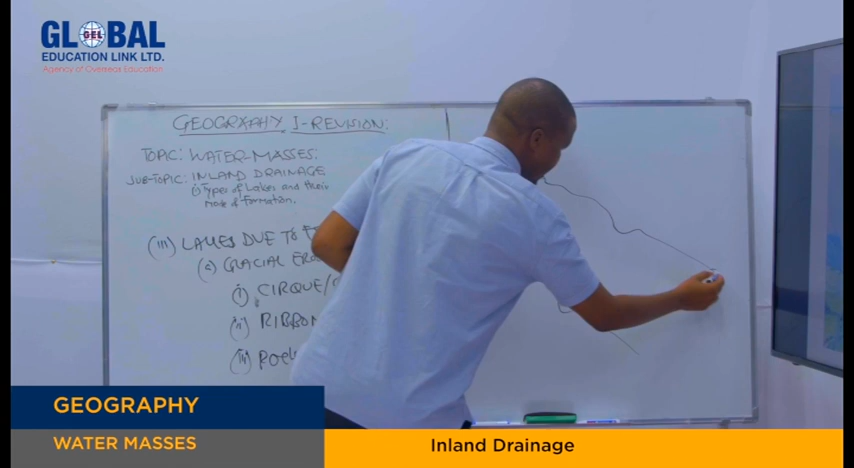 GLOBAL
GEL
EDUCATION LINK LTD.
Agency of Overseas Education
GEOGRAPHY I-REVISION:
TOPIC: WATER-MASSES:
SUB-TOPIC: INLAND DRAINAGE
(i) Types of Lakes and their
Mode of Formation.
(iii) LAKES DUE TO
(a) GLACIAL
(i) CIRQUE/
(ii)
(iii)
GEOGRAPHY
WATER MASSES
Inland Drainage